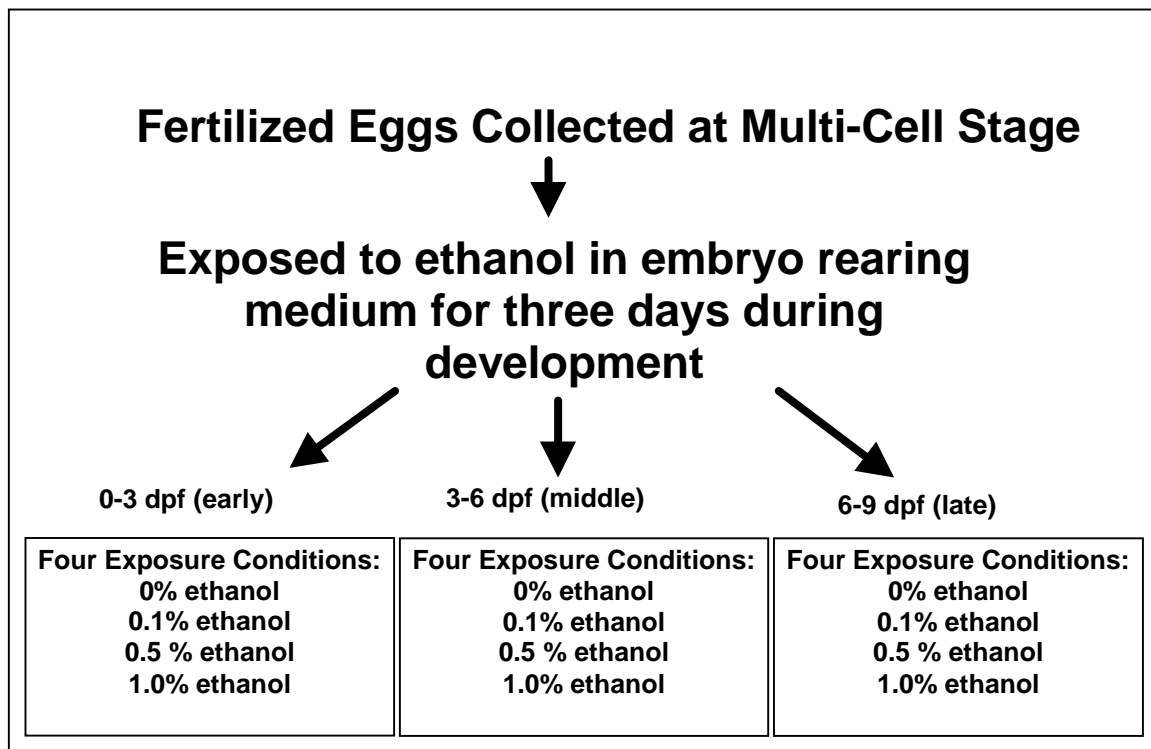 Fertilized Eggs Collected at Multi-Cell Stage
Exposed to ethanol in embryo rearing
medium for three days during
development
0-3 dpf (early)
3-6 dpf (middle)
6-9 dpf (late)
Four Exposure Conditions:
0% ethanol
0.1% ethanol
0.5 % ethanol
1.0% ethanol
Four Exposure Conditions:
0% ethanol
0.1% ethanol
0.5 % ethanol
1.0% ethanol
Four Exposure Conditions:
0% ethanol
0.1% ethanol
0.5 % ethanol
1.0% ethanol